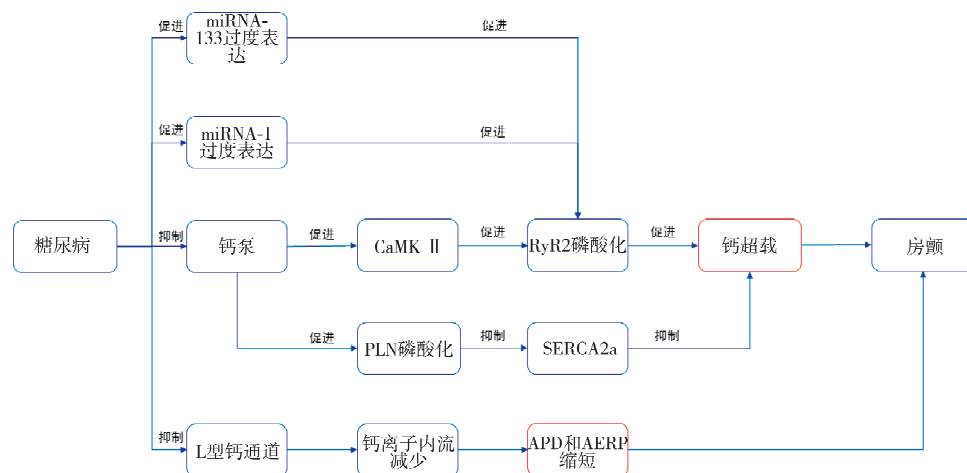 促进
miRNA-
133过度表
达
促进
促进
miRNA-1
过度表达
促进
糖尿病
抑制
钙泵
促进
CaMK Ⅱ
促进
RyR2磷酸化
促进
钙超载
房颤
促进
PLN磷酸化
抑制
SERCA2a
抑制
抑制
L型钙通道
钙离子内流
减少
APD和AERP
缩短